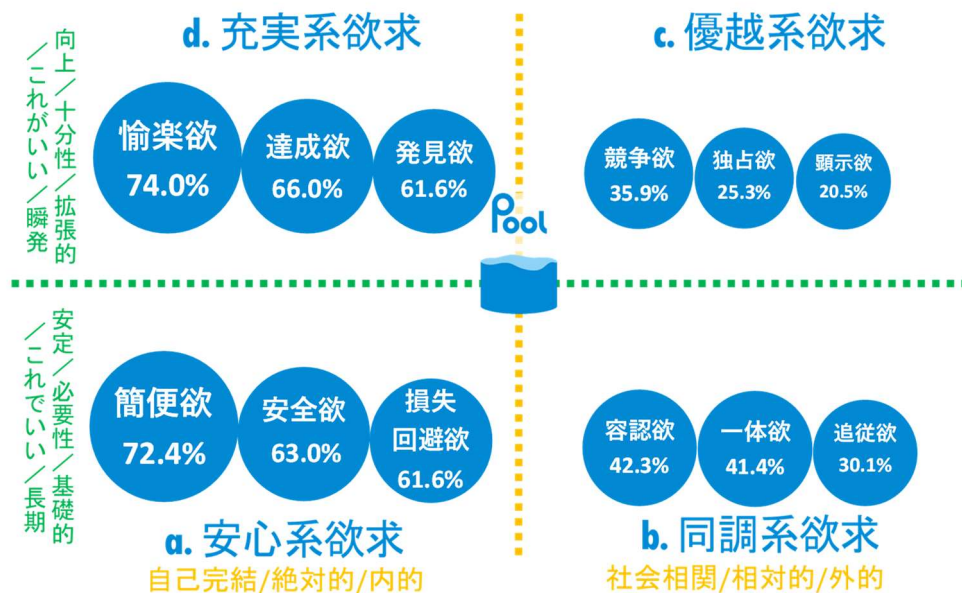 d. 充実系欲求
c. 優越系欲求
向上/十分性/拡張的
/これがいい/瞬発
愉楽欲
74.0%
達成欲
66.0%
発見欲
61.6%
競争欲
35.9%
独占欲
25.3%
顕示欲
20.5%
Pool
安定/必要性/基礎的
/これでいい/長期
簡便欲
72.4%
安全欲
63.0%
損失
回避欲
61.6%
容認欲
42.3%
一体欲
41.4%
追従欲
30.1%
a. 安心系欲求
自己完結/絶対的/内的
b. 同調系欲求
社会相関/相対的/外的